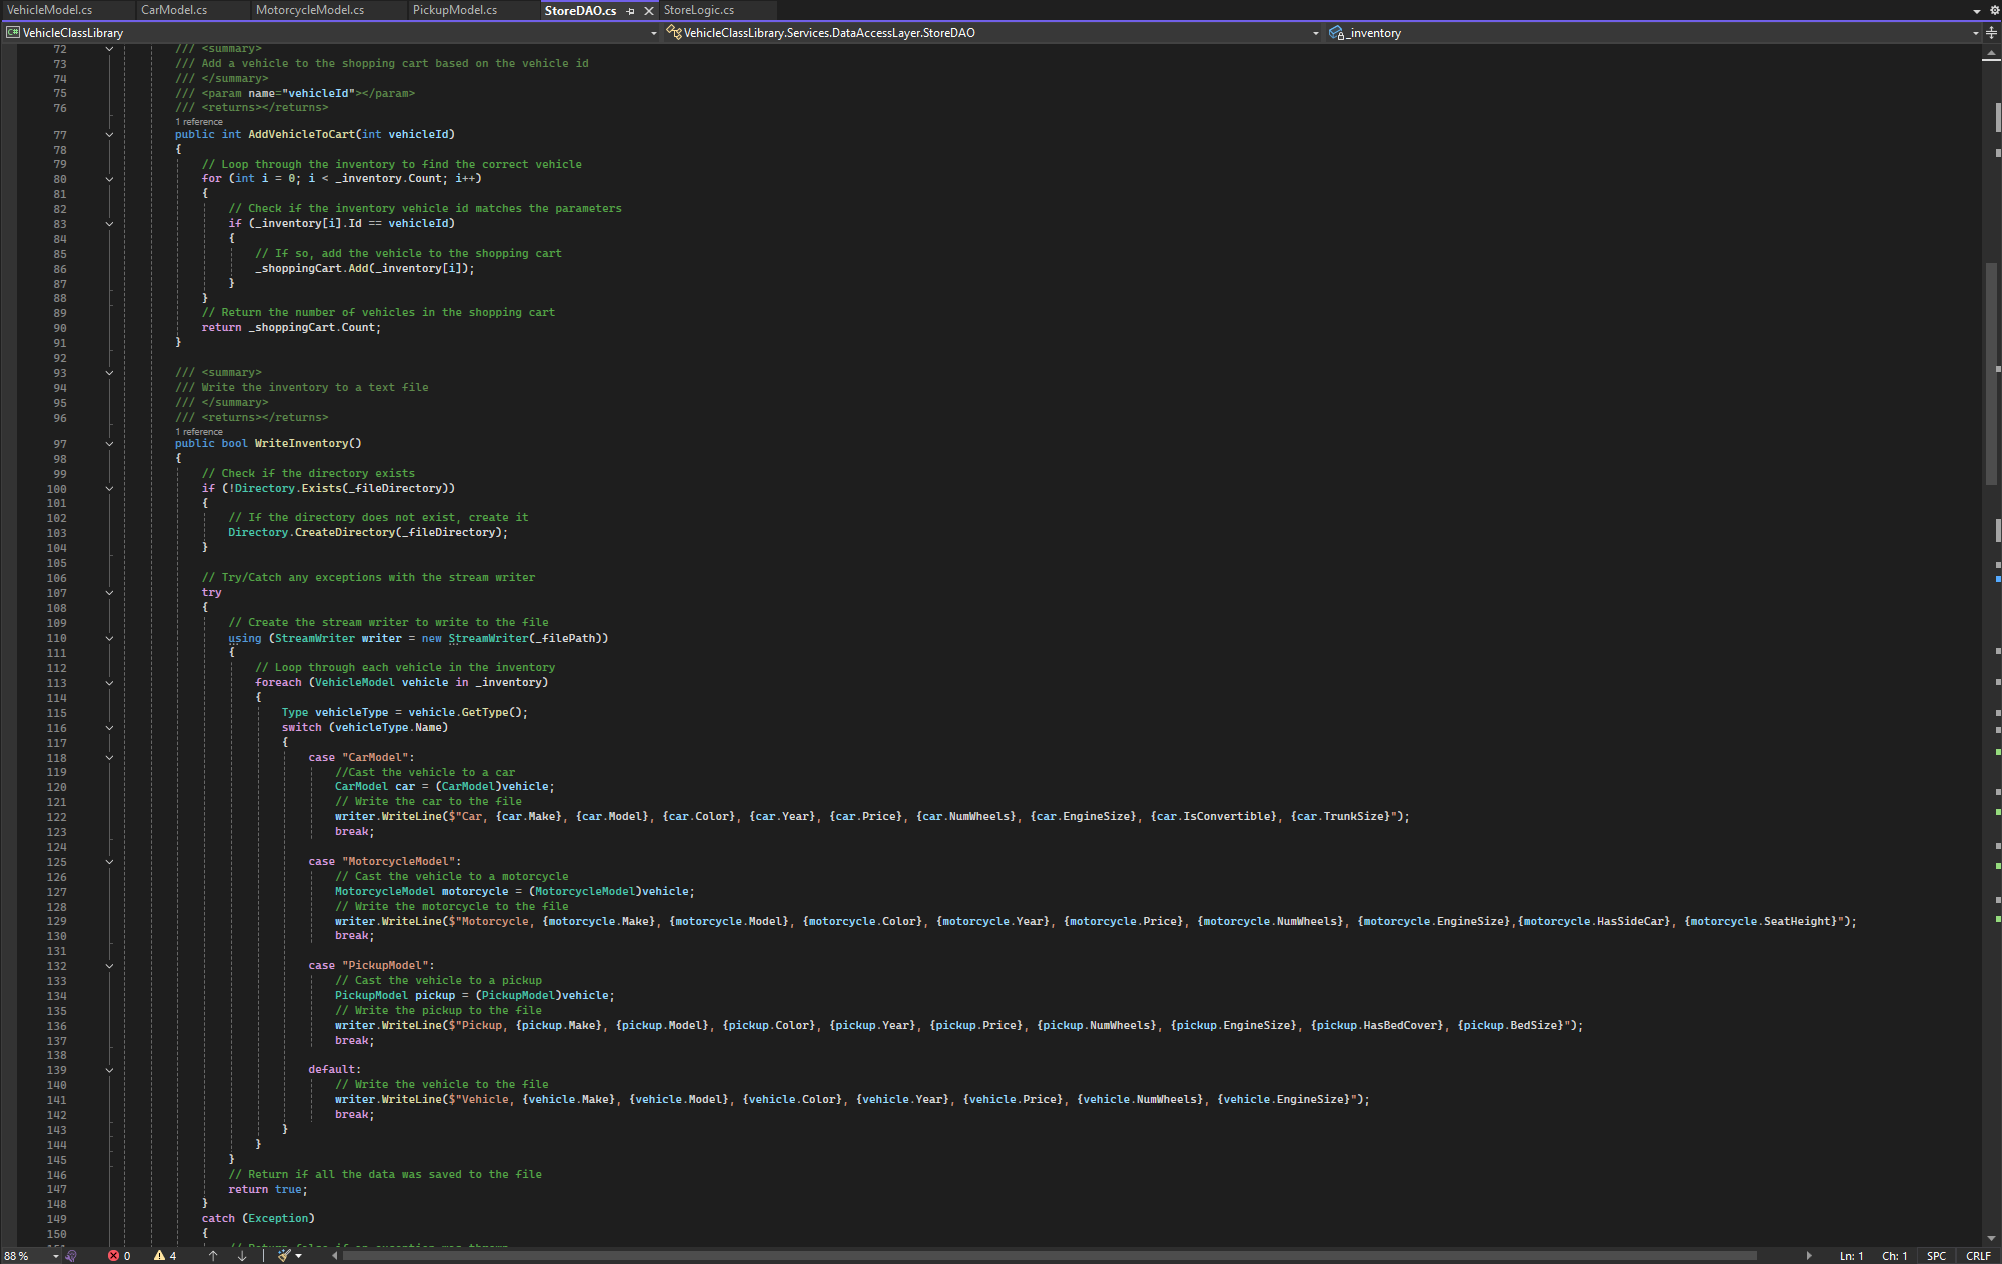 VehicleModel.cs CarModel.cs MotorcycleModel.cs PickupModel.cs StoreDAO.cs StoreLogic.cs
C# VehicleClassLibrary VehicleClassLibrary.Services.DataAccessLayer.StoreDAO _inventory
72 /// <summary>
73 /// Add a vehicle to the shopping cart based on the vehicle id
74 /// </summary>
75 /// <param name="vehicleId"></param>
76 /// <returns></returns>
1 reference
77 public int AddVehicleToCart(int vehicleId)
78 {
79 // Loop through the inventory to find the correct vehicle
80 for (int i = 0; i < _inventory.Count; i++)
81 {
82 // Check if the inventory vehicle id matches the parameters
83 if (_inventory[i].Id == vehicleId)
84 {
85 // If so, add the vehicle to the shopping cart
86 _shoppingCart.Add(_inventory[i]);
87 }
88 }
89 // Return the number of vehicles in the shopping cart
90 return _shoppingCart.Count;
91 }
92
93 /// <summary>
94 /// Write the inventory to a text file
95 /// </summary>
96 /// <returns></returns>
1 reference
97 public bool WriteInventory()
98 {
99 // Check if the directory exists
100 if (!Directory.Exists(_fileDirectory))
101 {
102 // If the directory does not exist, create it
103 Directory.CreateDirectory(_fileDirectory);
104 }
105
106 // Try/Catch any exceptions with the stream writer
107 try
108 {
109 // Create the stream writer to write to the file
110 using (StreamWriter writer = new StreamWriter(_filePath))
111 {
112 // Loop through each vehicle in the inventory
113 foreach (VehicleModel vehicle in _inventory)
114 {
115 Type vehicleType = vehicle.GetType();
116 switch (vehicleType.Name)
117 {
118 case "CarModel":
119 //Cast the vehicle to a car
120 CarModel car = (CarModel)vehicle;
121 // Write the car to the file
122 writer.WriteLine($"Car, {car.Make}, {car.Model}, {car.Color}, {car.Year}, {car.Price}, {car.NumWheels}, {car.EngineSize}, {car.IsConvertible}, {car.TrunkSize}");
123 break;
124
125 case "MotorcycleModel":
126 // Cast the vehicle to a motorcycle
127 MotorcycleModel motorcycle = (MotorcycleModel)vehicle;
128 // Write the motorcycle to the file
129 writer.WriteLine($"Motorcycle, {motorcycle.Make}, {motorcycle.Model}, {motorcycle.Color}, {motorcycle.Year}, {motorcycle.Price}, {motorcycle.NumWheels}, {motorcycle.EngineSize},{motorcycle.HasSideCar}, {motorcycle.SeatHeight}");
130 break;
131
132 case "PickupModel":
133 // Cast the vehicle to a pickup
134 PickupModel pickup = (PickupModel)vehicle;
135 // Write the pickup to the file
136 writer.WriteLine($"Pickup, {pickup.Make}, {pickup.Model}, {pickup.Color}, {pickup.Year}, {pickup.Price}, {pickup.NumWheels}, {pickup.EngineSize}, {pickup.HasBedCover}, {pickup.BedSize}");
137 break;
138
139 default:
140 // Write the vehicle to the file
141 writer.WriteLine($"Vehicle, {vehicle.Make}, {vehicle.Model}, {vehicle.Color}, {vehicle.Year}, {vehicle.Price}, {vehicle.NumWheels}, {vehicle.EngineSize}");
142 break;
143 }
144 }
145 }
146 // Return if all the data was saved to the file
147 return true;
148 }
149 catch (Exception)
150 {
88 % 0 4 Ln: 1 Ch: 1 SPC CRLF